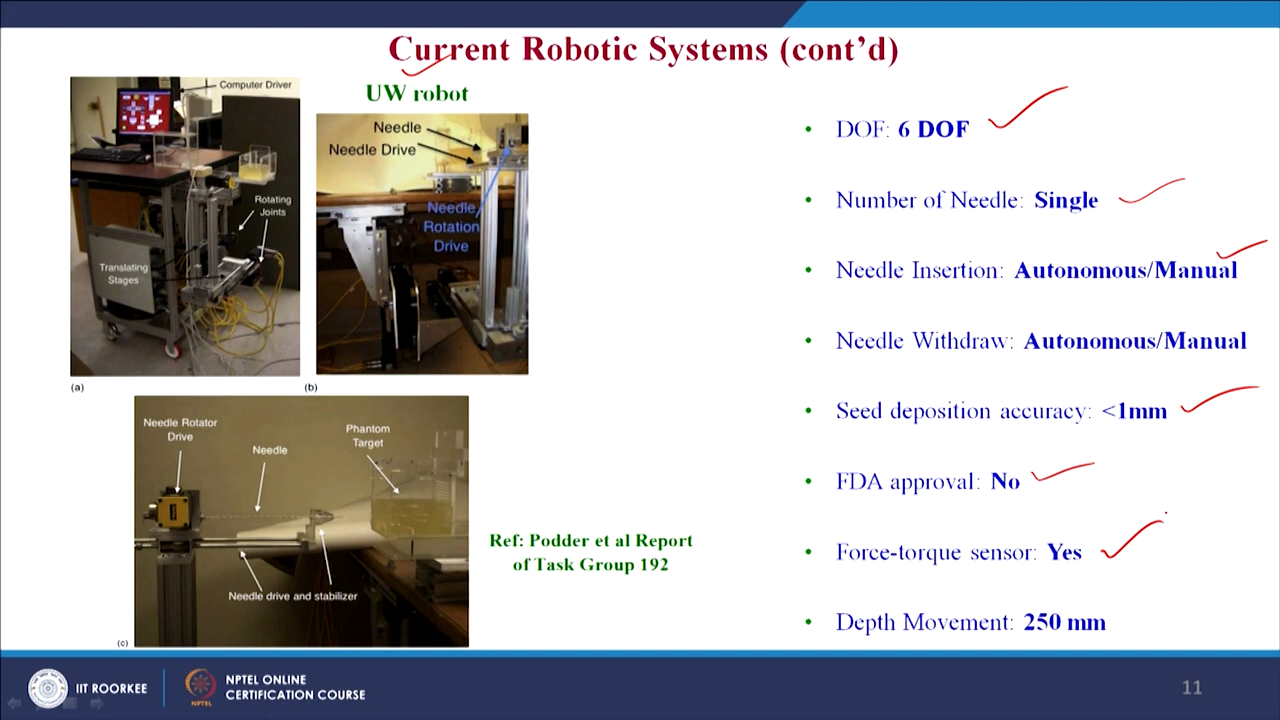 Current Robotic Systems (cont'd)
UW robot
Computer Driver
Rotating
Joints
Translating
Stages
(a)
Needle
Needle Drive
Needle
Rotation
Drive
(b)
Needle Rotator
Drive
Needle
Phantom
Target
Needle drive and stabilizer
(c)
Ref: Podder et al Report
of Task Group 192
• DOF: 6 DOF
• Number of Needle: Single
• Needle Insertion: Autonomous/Manual
• Needle Withdraw: Autonomous/Manual
• Seed deposition accuracy: <1mm
• FDA approval: No
• Force-torque sensor: Yes
• Depth Movement: 250 mm
IIT ROORKEE
NPTEL
NPTEL ONLINE
CERTIFICATION COURSE
11